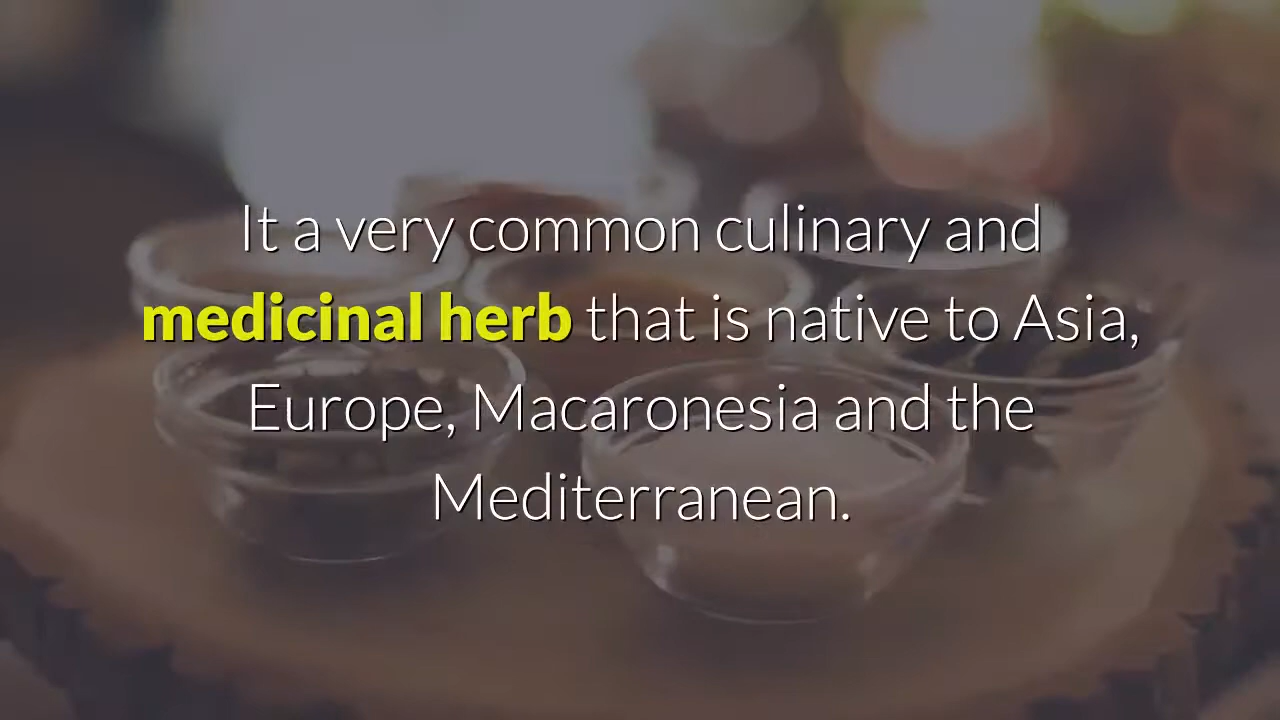 It a very common culinary and
medicinal herb that is native to Asia,
Europe, Macaronesia and the
Mediterranean.